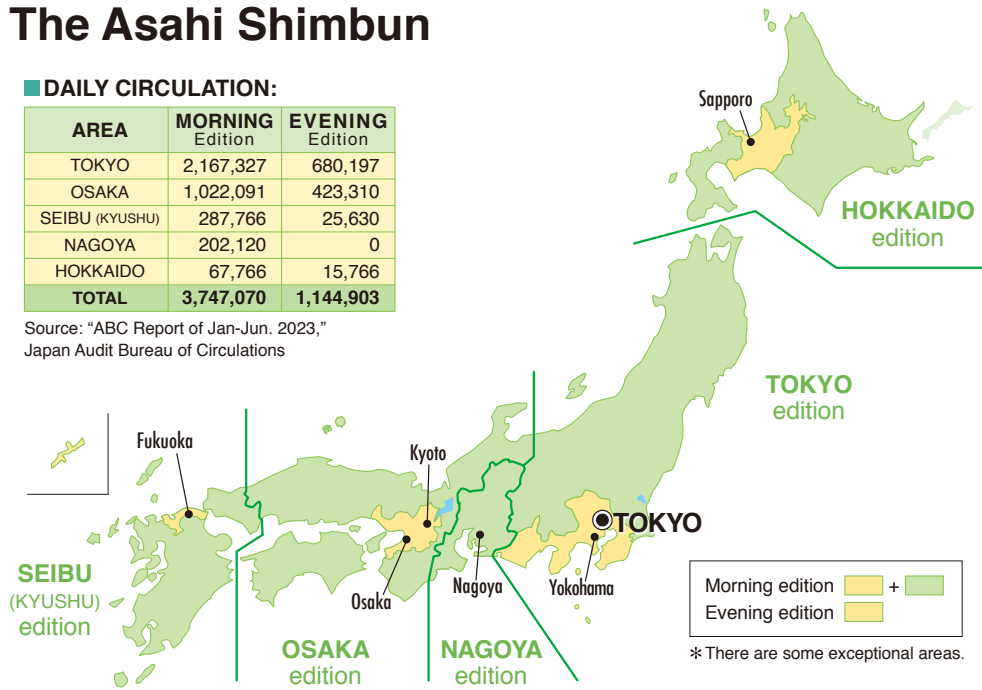 The Asahi Shimbun
DAILY CIRCULATION:
AREA MORNING Edition EVENING Edition
TOKYO 2,167,327 680,197
OSAKA 1,022,091 423,310
SEIBU (KYUSHU) 287,766 25,630
NAGOYA 202,120 0
HOKKAIDO 67,766 15,766
TOTAL 3,747,070 1,144,903
Source: “ABC Report of Jan-Jun. 2023,”
Japan Audit Bureau of Circulations
Sapporo
HOKKAIDO
edition
TOKYO
edition
Fukuoka
Kyoto
TOKYO
SEIBU
(KYUSHU)
edition
Osaka
Nagoya
Yokohama
OSAKA
edition
NAGOYA
edition
Morning edition +
Evening edition
＊There are some exceptional areas.